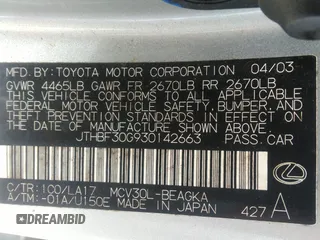 MFD. BY: TOYOTA MOTOR CORPORATION 04/03
GVWR 4465LB GAWR FR 2670LB RR 2670LB
THIS VEHICLE CONFORMS TO ALL APPLICABLE
FEDERAL MOTOR VEHICLE SAFETY, BUMPER, AND
THEFT PREVENTION STANDARDS IN EFFECT ON
THE DATE OF MANUFACTURE SHOWN ABOVE.
JTHBF30G930142663 PASS.CAR
C/TR: 1C0/LA17 MCV30L-BEAGKA
A/TM: -01A/U150E MADE IN JAPAN 427 A
© DEALERS BID